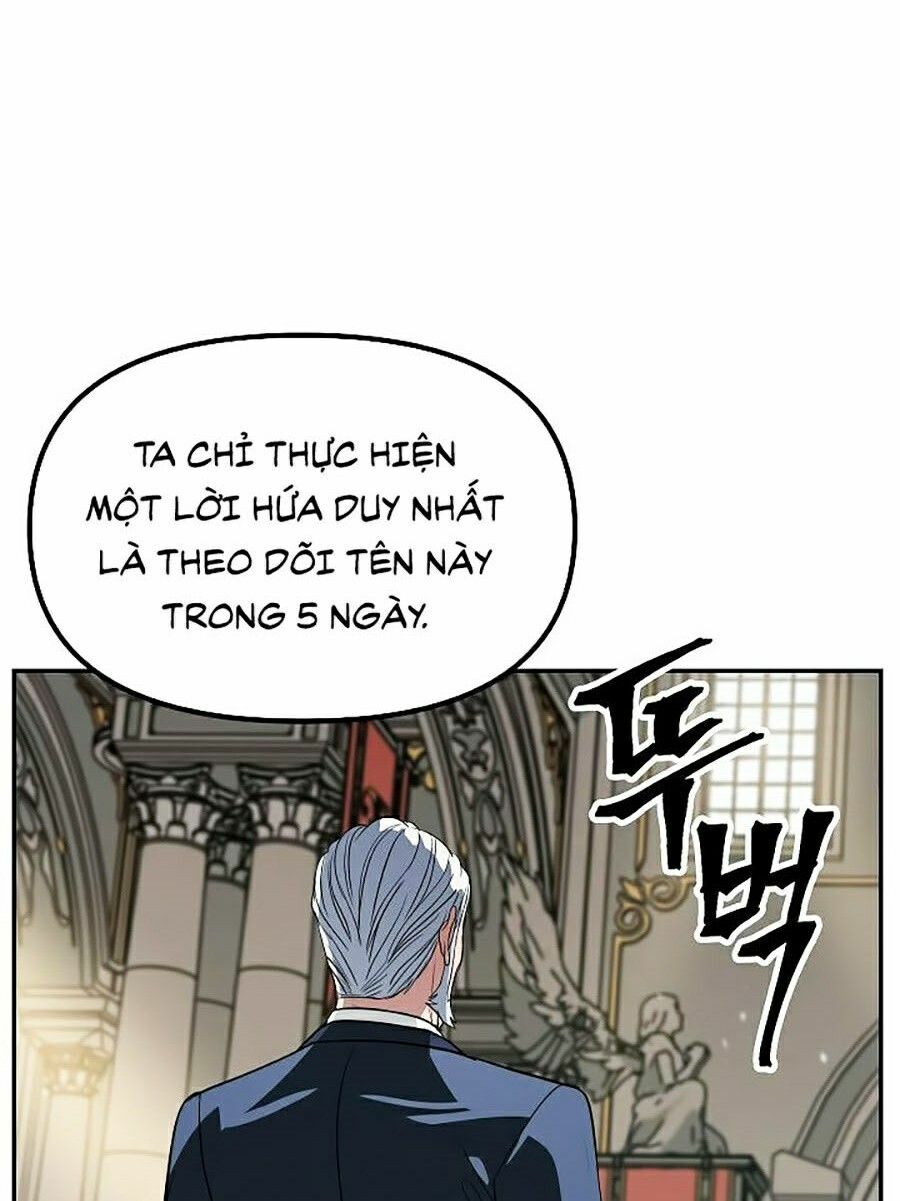 TA CHỈ THỰC HIỆN
MỘT LỜI HỨA DUY NHẤT
LÀ THEO DÕI TÊN NÀY
TRONG 5 NGÀY.
뚜
벅